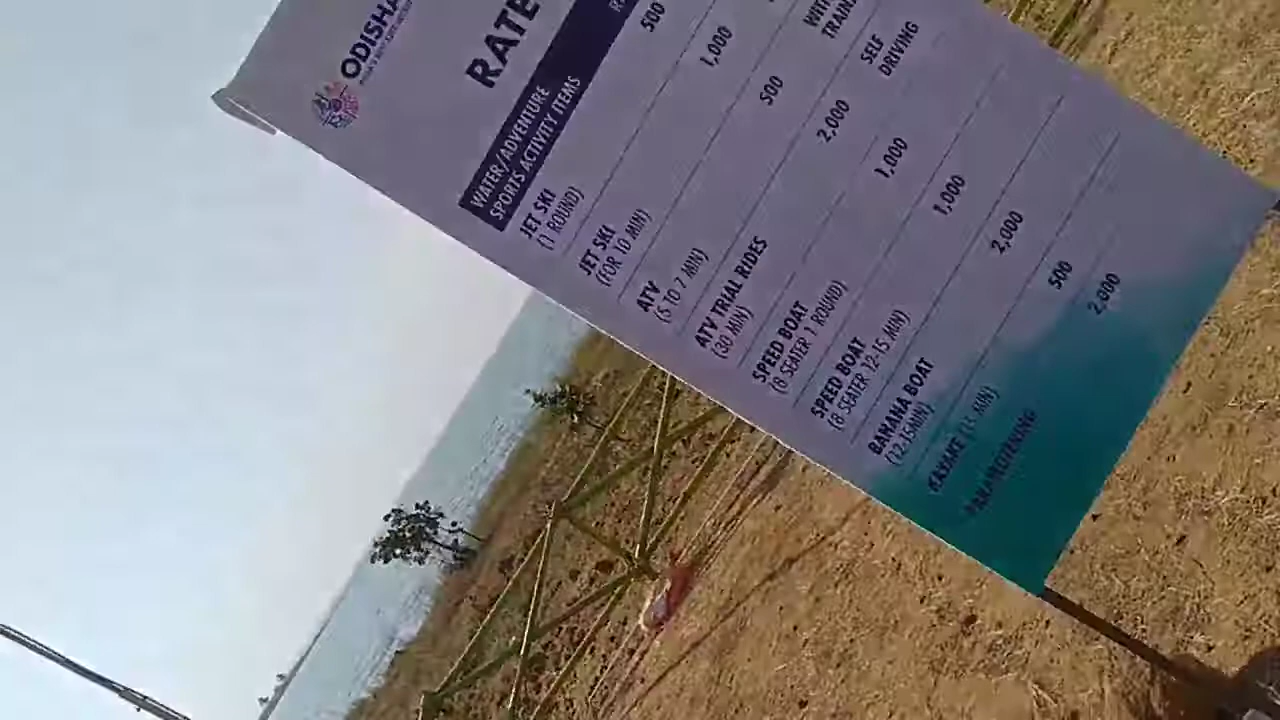 ODISHA
RATE
WATER/ADVENTURE
SPORTS ACTIVITY ITEMS
JET SKI
(1 ROUND)
500
JET SKI
(FOR 10 MIN)
1,000
ATV
(5 TO 7 MIN)
500
ATV TRIAL RIDES
(30 MIN)
2,000
SELF
DRIVING
SPEED BOAT
(8 SEATER 1 ROUND)
1,000
SPEED BOAT
(8 SEATER 12-15 MIN)
1,000
BANANA BOAT
(12-15MIN)
2,000
KAYAKE (15 MIN)
500
2,000